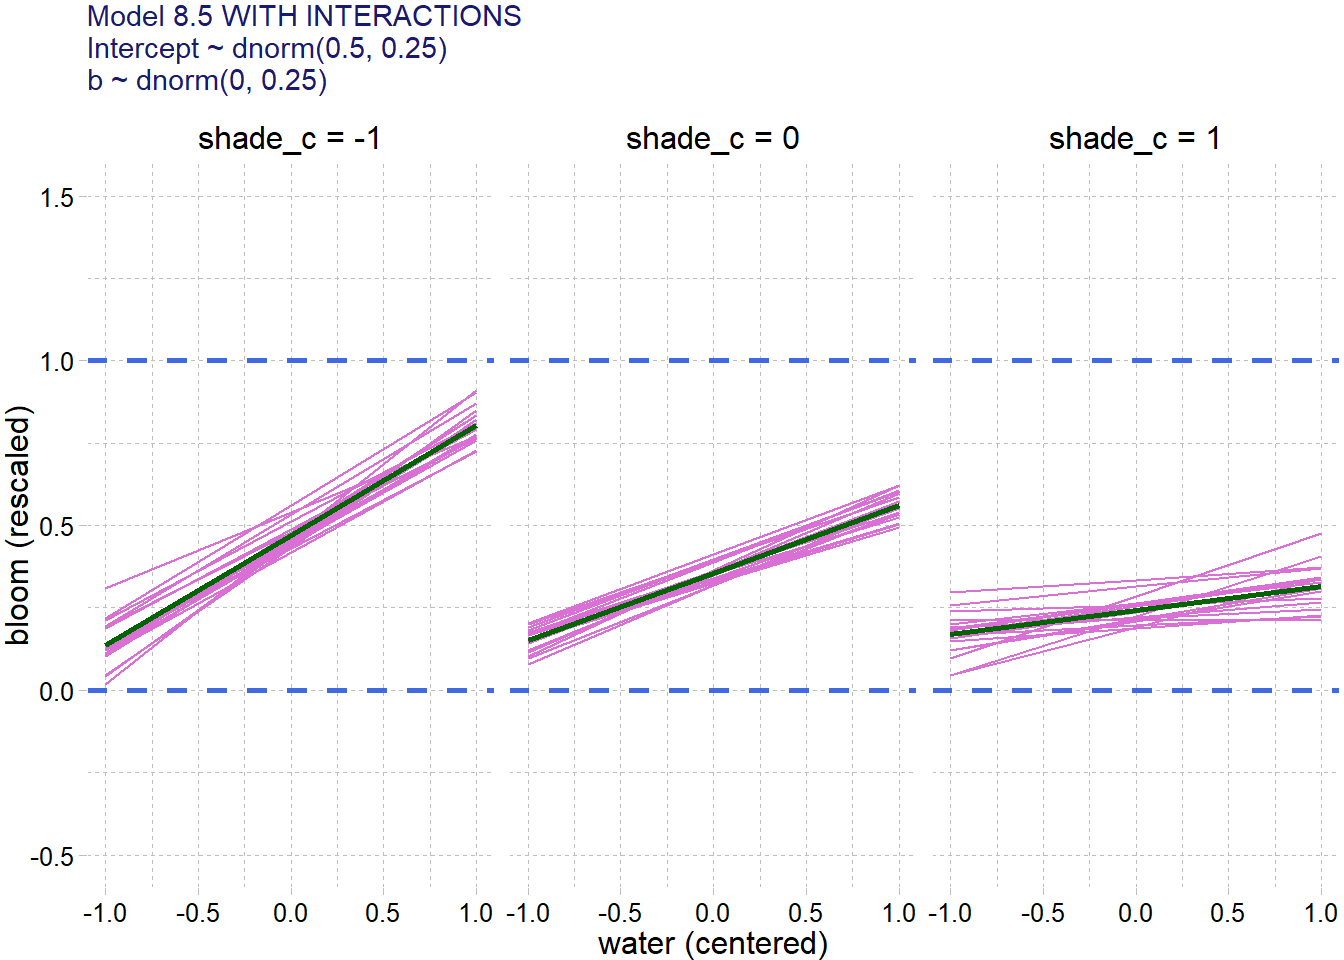 Model 8.5 WITH INTERACTIONS
Intercept ~ dnorm(0.5, 0.25)
b ~ dnorm(0, 0.25)
shade_c = -1 shade_c = 0 shade_c = 1
1.5
1.0
0.5
0.0
-0.5
bloom (rescaled)
-1.0 -0.5 0.0 0.5 1.0 -1.0 -0.5 0.0 0.5 1.0 -1.0 -0.5 0.0 0.5 1.0
water (centered)